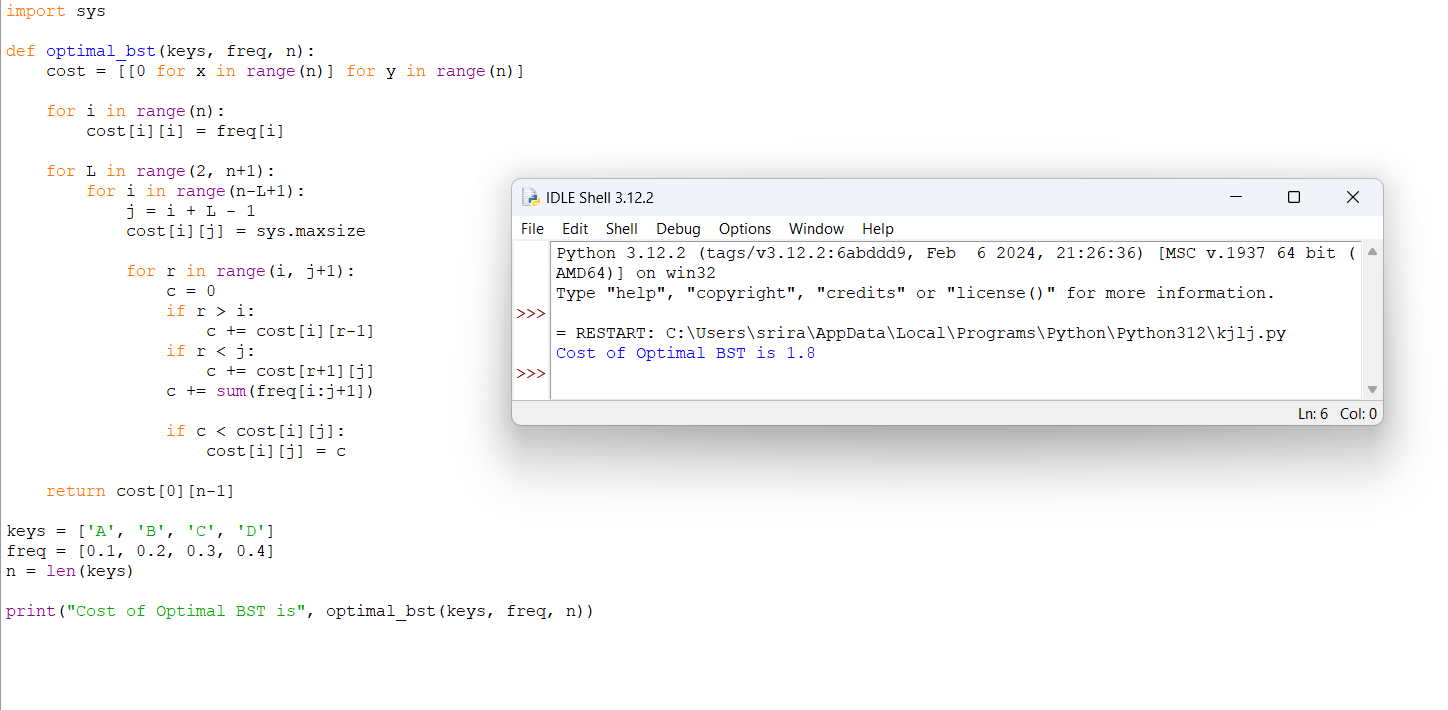 import sys
def optimal_bst(keys, freq, n):
    cost = [[0 for x in range(n)] for y in range(n)]
    for i in range(n):
        cost[i][i] = freq[i]
    for L in range(2, n+1):
        for i in range(n-L+1):
            j = i + L - 1
            cost[i][j] = sys.maxsize
            for r in range(i, j+1):
                c = 0
                if r > i:
                    c += cost[i][r-1]
                if r < j:
                    c += cost[r+1][j]
                c += sum(freq[i:j+1])
                if c < cost[i][j]:
                    cost[i][j] = c
    return cost[0][n-1]
keys = ['A', 'B', 'C', 'D']
freq = [0.1, 0.2, 0.3, 0.4]
n = len(keys)
print("Cost of Optimal BST is", optimal_bst(keys, freq, n))
IDLE Shell 3.12.2
File Edit Shell Debug Options Window Help
Python 3.12.2 (tags/v3.12.2:6abddd9, Feb  6 2024, 21:26:36) [MSC v.1937 64 bit (
AMD64)] on win32
Type "help", "copyright", "credits" or "license()" for more information.
>>>
= RESTART: C:\Users\srira\AppData\Local\Programs\Python\Python312\kjlj.py
Cost of Optimal BST is 1.8
>>>
Ln: 6 Col: 0